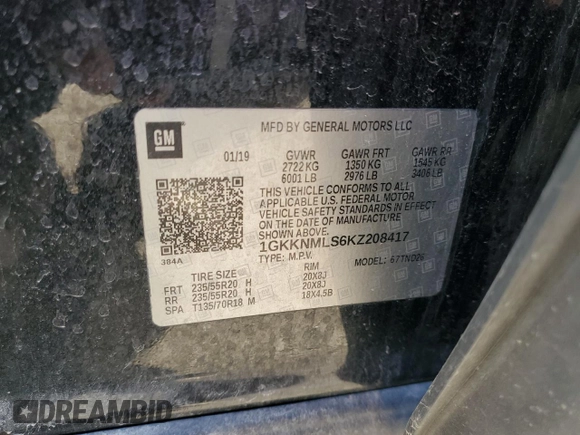 GM
MFD BY GENERAL MOTORS LLC
01/19 GVWR GAWR FRT GAWR RR
2722 KG 1350 KG 1545 KG
6001 LB 2976 LB 3406 LB
THIS VEHICLE CONFORMS TO ALL
APPLICABLE U.S. FEDERAL MOTOR
VEHICLE SAFETY STANDARDS IN EFFECT
ON THE DATE OF MANUFACTURE
SHOWN ABOVE.
1GKKNMLS6KZ208417
TYPE: M.P.V. MODEL: 67TNO26
384A
TIRE SIZE RIM
FRT 235/55R20 H 20X8J
RR 235/55R20 H 20X8J
SPA T135/70R18 M 18X4.5B
DREAMBID